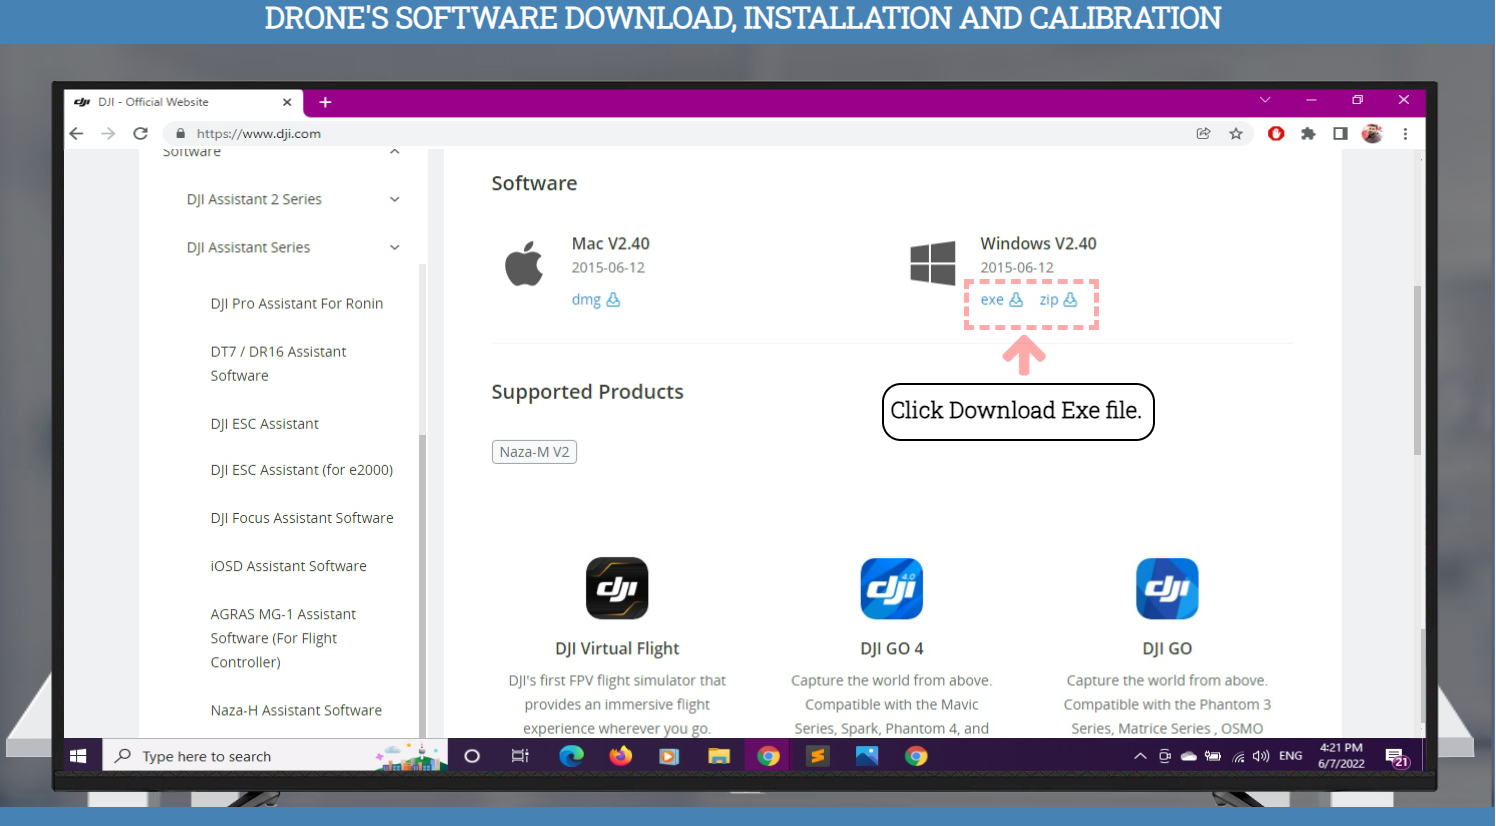 DRONE'S SOFTWARE DOWNLOAD, INSTALLATION AND CALIBRATION
dji DJI - Official Website
https://www.dji.com
Software
DJI Assistant 2 Series
DJI Assistant Series
DJI Pro Assistant For Ronin
DT7 / DR16 Assistant
Software
DJI ESC Assistant
DJI ESC Assistant (for e2000)
DJI Focus Assistant Software
iOSD Assistant Software
AGRAS MG-1 Assistant
Software (For Flight
Controller)
Naza-H Assistant Software
Software
Mac V2.40
2015-06-12
dmg
Windows V2.40
2015-06-12
exe zip
Click Download Exe file.
Supported Products
Naza-M V2
dji
DJI Virtual Flight
DJI's first FPV flight simulator that
provides an immersive flight
experience wherever you go.
dji 4.0
DJI GO 4
Capture the world from above.
Compatible with the Mavic
Series, Spark, Phantom 4, and
dji
DJI GO
Capture the world from above.
Compatible with the Phantom 3
Series, Matrice Series , OSMO
Type here to search
ENG
4:21 PM
6/7/2022
21